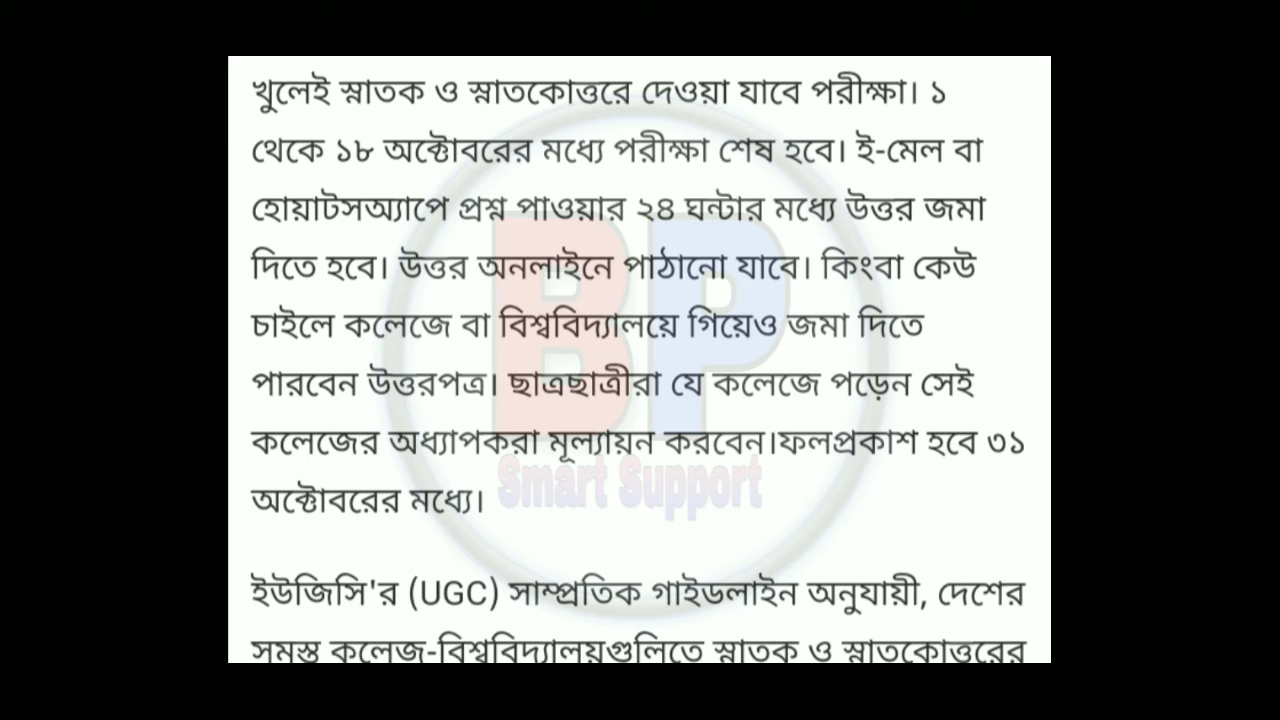 খুলেই স্নাতক ও স্নাতকোত্তরে দেওয়া যাবে পরীক্ষা। ১
থেকে ১৮ অক্টোবরের মধ্যে পরীক্ষা শেষ হবে। ই-মেল বা
হোয়াটসঅ্যাপে প্রশ্ন পাওয়ার ২৪ ঘন্টার মধ্যে উত্তর জমা
দিতে হবে। উত্তর অনলাইনে পাঠানো যাবে। কিংবা কেউ
চাইলে কলেজে বা বিশ্ববিদ্যালয়ে গিয়েও জমা দিতে
পারবেন উত্তরপত্র। ছাত্রছাত্রীরা যে কলেজে পড়েন সেই
কলেজের অধ্যাপকরা মূল্যায়ন করবেন।ফলপ্রকাশ হবে ৩১
অক্টোবরের মধ্যে।
BP
Smart Support
ইউজিসি'র (UGC) সাম্প্রতিক গাইডলাইন অনুযায়ী, দেশের
সমস্ত কলেজ-বিশ্ববিদ্যালয়গুলিতে স্নাতক ও স্নাতকোত্তরের